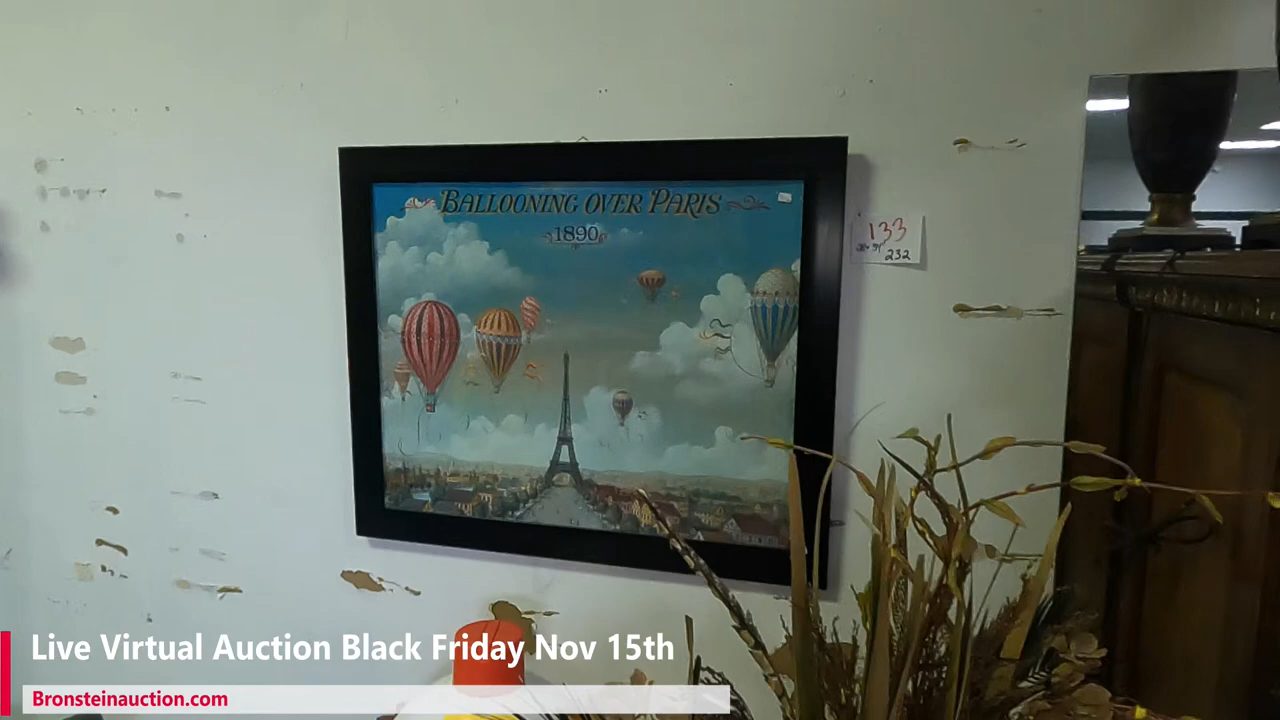 BALLOONING OVER PARIS
1890
133
232
Live Virtual Auction Black Friday Nov 15th
Bronsteinauction.com